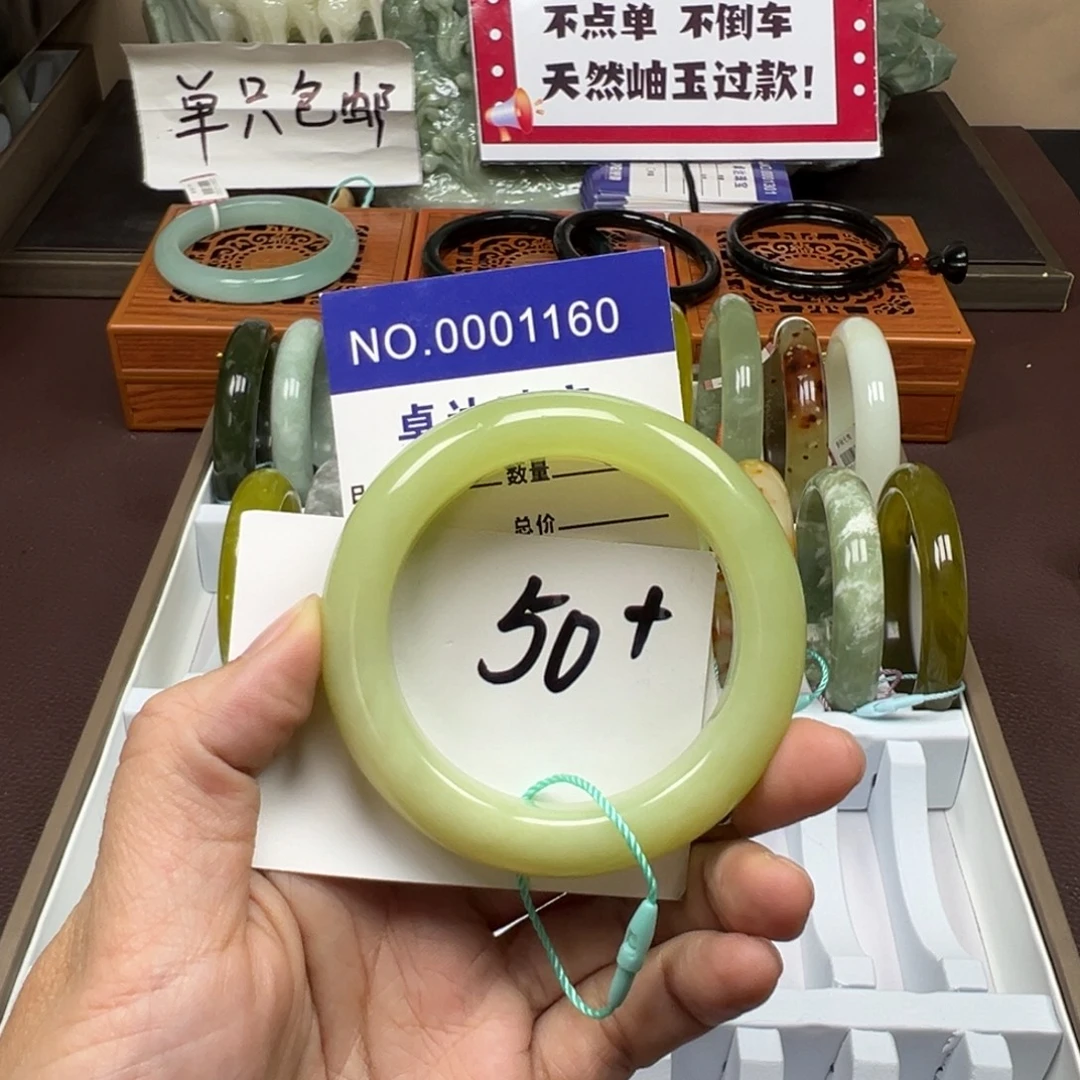 不点单 不倒车
天然岫玉过款!
单只包邮
NO.0001160
数量
总价
50+